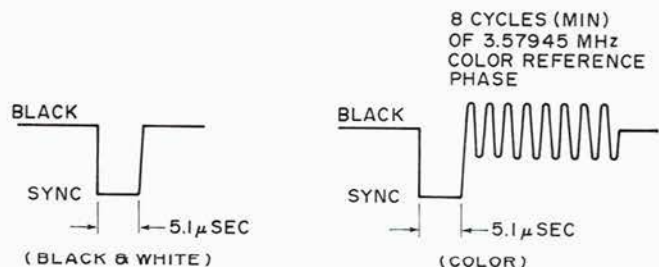 8 CYCLES (MIN)
OF 3.57945 MHz
COLOR REFERENCE
PHASE
BLACK
BLACK
SYNC
SYNC
5.1 µSEC
5.1 µSEC
(BLACK & WHITE)
(COLOR)